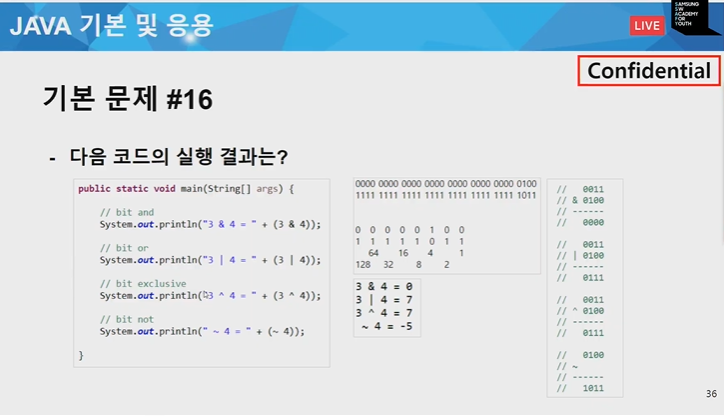 JAVA 기본 및 응용
LIVE
SAMSUNG
SW
ACADEMY
FOR
YOUTH
Confidential
기본 문제 #16
- 다음 코드의 실행 결과는?
public static void main(String[] args) {
// bit and
System.out.println("3 & 4 = " + (3 & 4));
// bit or
System.out.println("3 | 4 = " + (3 | 4));
// bit exclusive
System.out.println("3 ^ 4 = " + (3 ^ 4));
// bit not
System.out.println(" ~ 4 = " + (~ 4));
}
0000 0000 0000 0000 0000 0000 0000 0100
1111 1111 1111 1111 1111 1111 1111 1011
0 0 0 0 0 1 0 0
1 1 1 1 1 0 1 1
64 16 4 1
128 32 8 2
3 & 4 = 0
3 | 4 = 7
3 ^ 4 = 7
~ 4 = -5
// 0011
// & 0100
// ------
// 0000
// 0011
// | 0100
// ------
// 0111
// 0011
// ^ 0100
// ------
// 0111
// 0100
// ~
// ------
// 1011
36